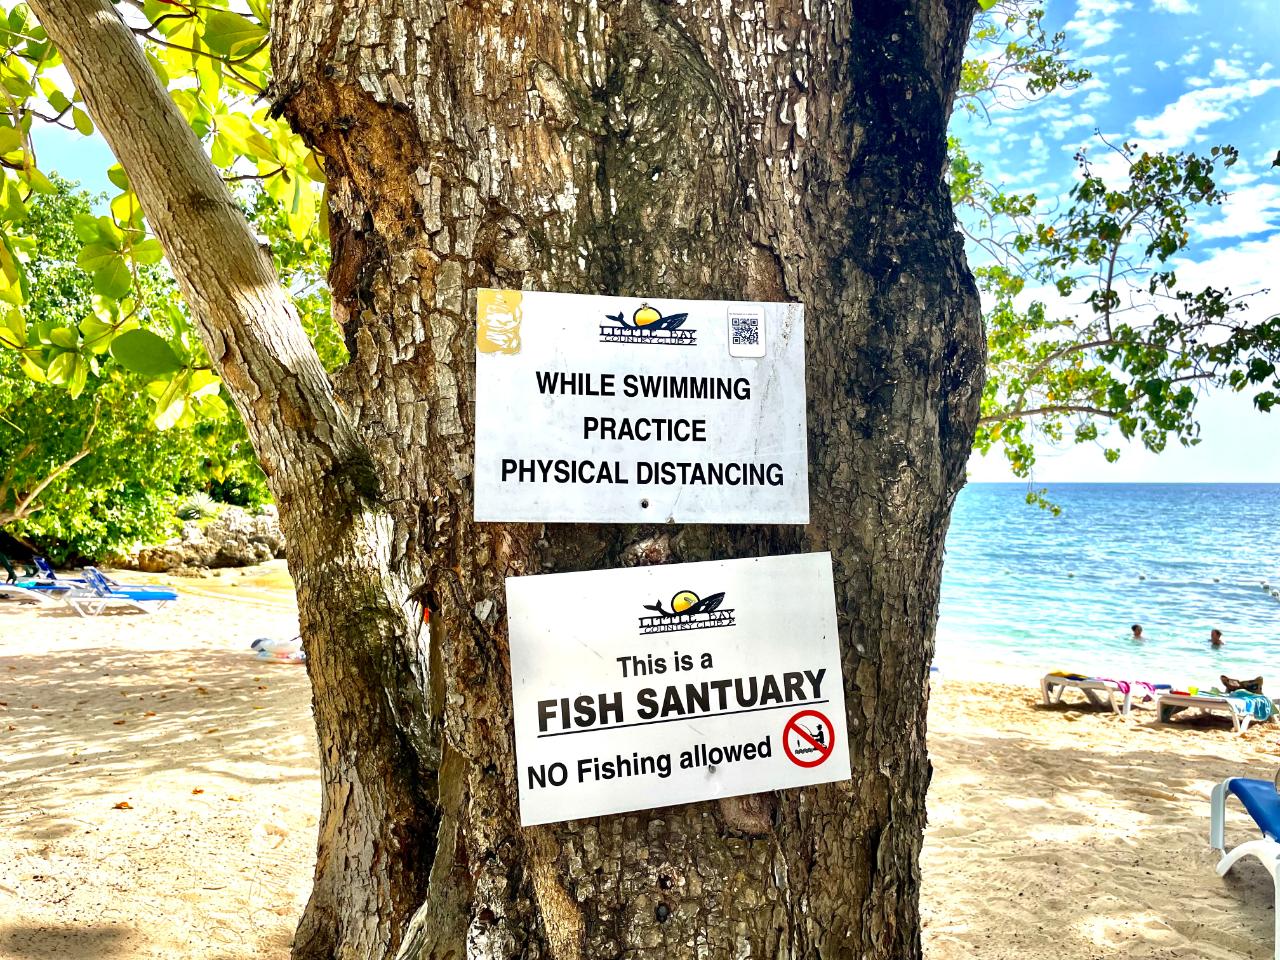 LITTLE BAY
COUNTRY CLUB
WHILE SWIMMING
PRACTICE
PHYSICAL DISTANCING
LITTLE BAY
COUNTRY CLUB
This is a
FISH SANTUARY
NO Fishing allowed